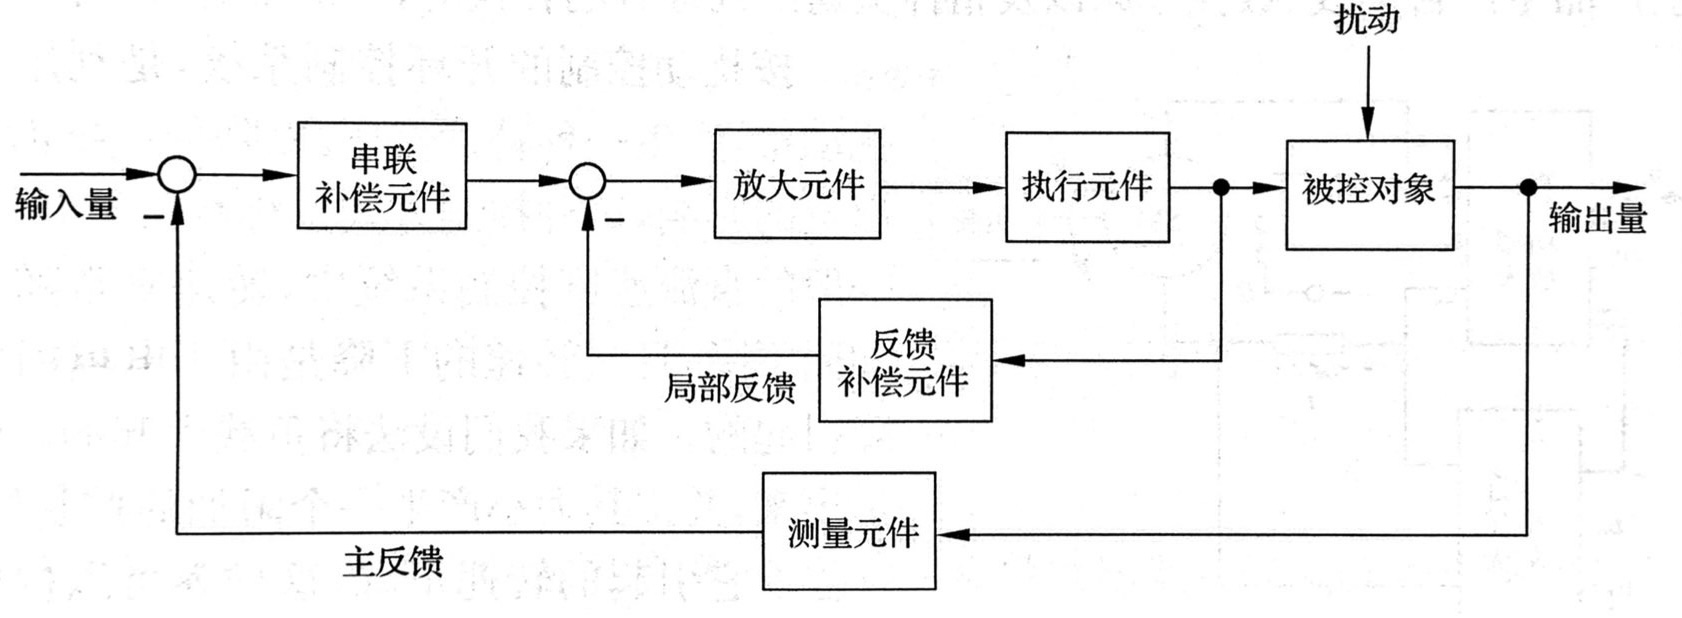 扰动
串联
补偿元件
放大元件
执行元件
被控对象
输入量
输出量
反馈
补偿元件
局部反馈
测量元件
主反馈